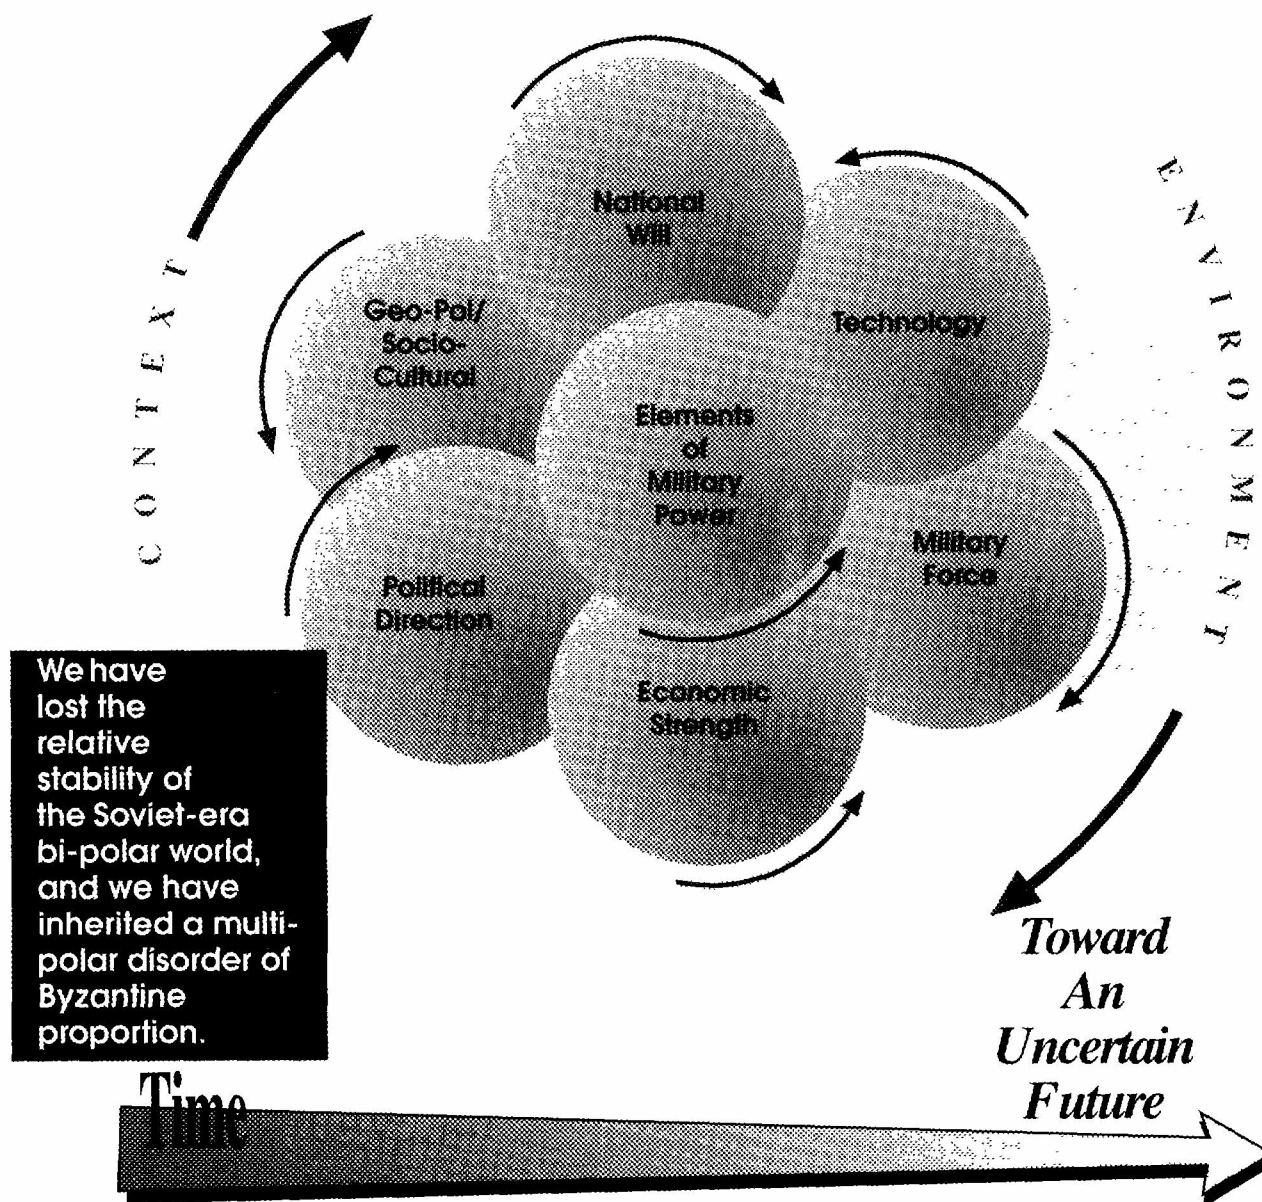 CONTEXT
ENVIRONMENT
National
Will
Technology
Geo-Pol/
Socio-
Cultural
Elements
of
Military
Power
Military
Force
Political
Direction
Economic
Strength
We have
lost the
relative
stability of
the Soviet-era
bi-polar world,
and we have
inherited a multi-
polar disorder of
Byzantine
proportion.
Toward
An
Uncertain
Future
Time